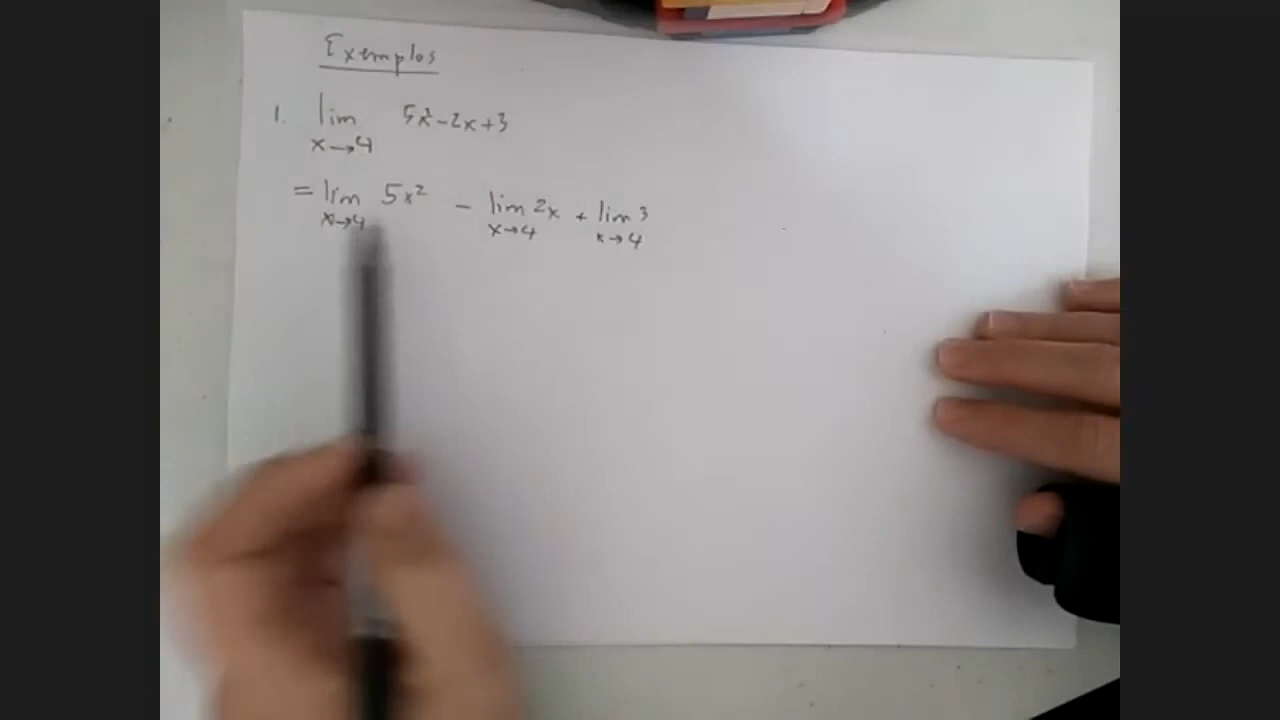 Exemplos
1. lim 5x²-2x+3
x→4
= lim 5x² - lim 2x + lim 3
x→4 x→4 x→4